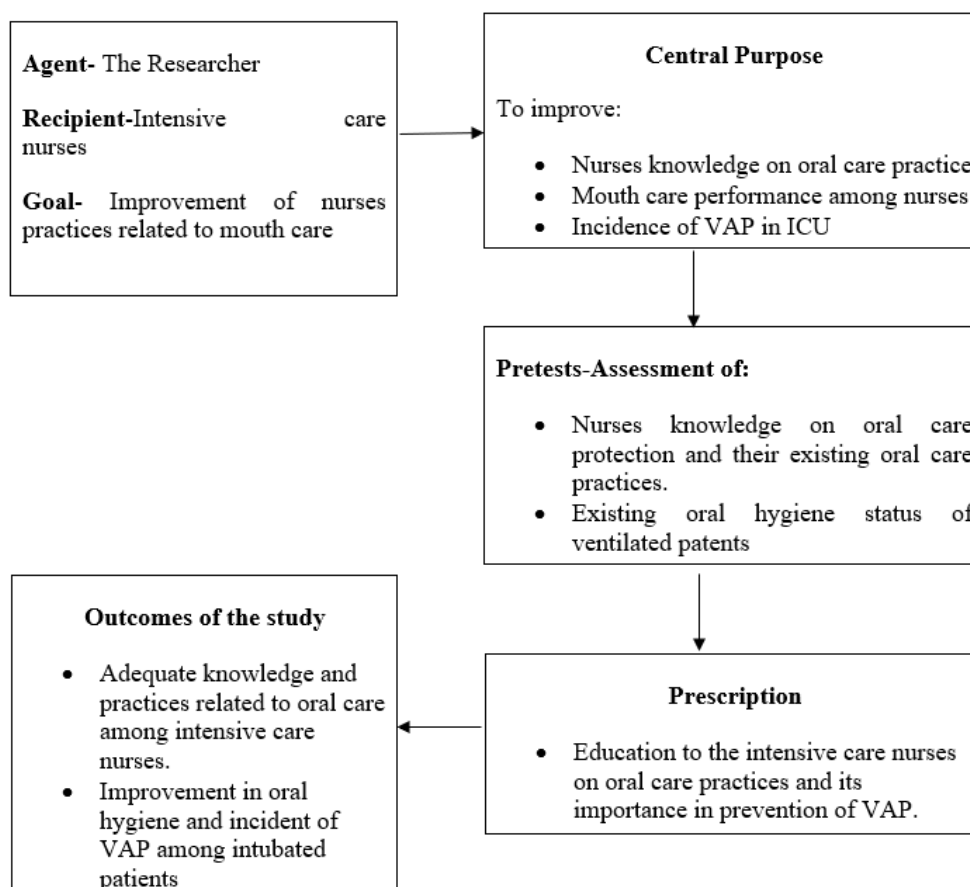 Agent- The Researcher
Recipient-Intensive care
nurses
Goal- Improvement of nurses
practices related to mouth care
Central Purpose
To improve:
• Nurses knowledge on oral care practice
• Mouth care performance among nurses
• Incidence of VAP in ICU
Pretests-Assessment of:
• Nurses knowledge on oral care
protection and their existing oral care
practices.
• Existing oral hygiene status of
ventilated patents
Prescription
• Education to the intensive care nurses
on oral care practices and its
importance in prevention of VAP.
Outcomes of the study
• Adequate knowledge and
practices related to oral care
among intensive care
nurses.
• Improvement in oral
hygiene and incident of
VAP among intubated
patients